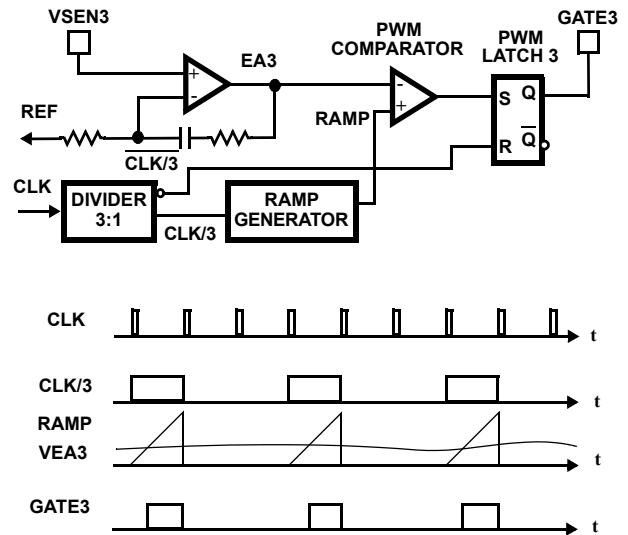 VSEN3
GATE3
PWM
COMPARATOR
PWM
LATCH 3
EA3
+
-
-
+
S Q
R Q
REF
RAMP
CLK/3
CLK
DIVIDER
3:1
RAMP
GENERATOR
CLK/3
CLK
t
CLK/3
t
RAMP
VEA3
t
GATE3
t